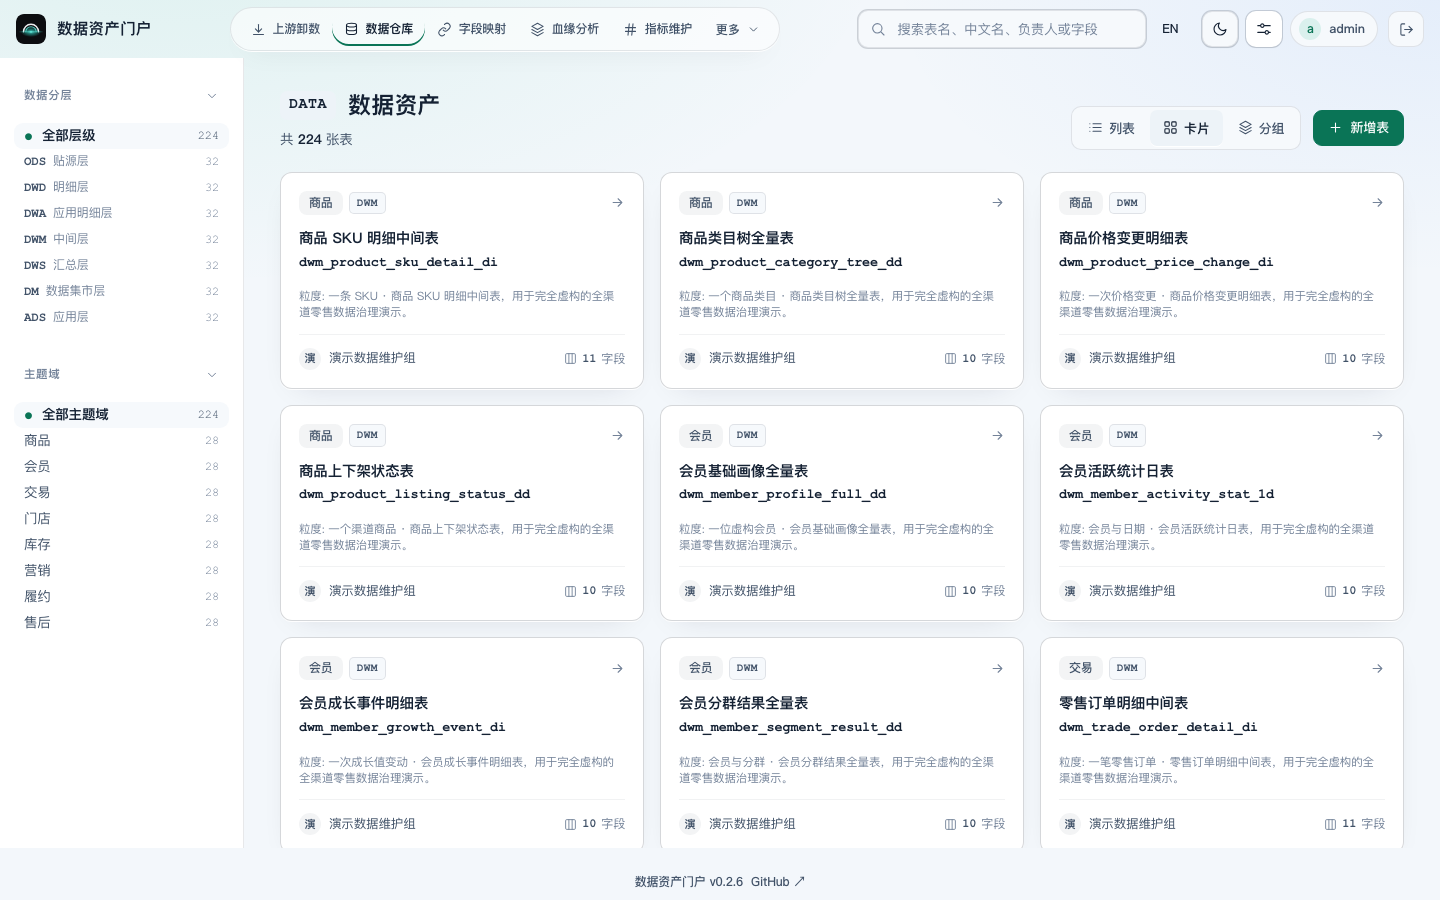 数据资产门户
上游卸数 数据仓库 字段映射 血缘分析 指标维护 更多
搜索表名、中文名、负责人或字段
EN
a admin
数据分层
全部层级 224
ODS 贴源层 32
DWD 明细层 32
DWA 应用明细层 32
DWM 中间层 32
DWS 汇总层 32
DM 数据集市层 32
ADS 应用层 32
主题域
全部主题域 224
商品 28
会员 28
交易 28
门店 28
库存 28
营销 28
履约 28
售后 28
DATA 数据资产
共 224 张表
列表 卡片 分组
新增表
商品 DWM
商品 SKU 明细中间表
dwm_product_sku_detail_di
粒度: 一条 SKU · 商品 SKU 明细中间表，用于完全虚构的全渠
道零售数据治理演示。
演 演示数据维护组 11 字段
商品 DWM
商品类目树全量表
dwm_product_category_tree_dd
粒度: 一个商品类目 · 商品类目树全量表，用于完全虚构的全渠
道零售数据治理演示。
演 演示数据维护组 10 字段
商品 DWM
商品价格变更明细表
dwm_product_price_change_di
粒度: 一次价格变更 · 商品价格变更明细表，用于完全虚构的全
渠道零售数据治理演示。
演 演示数据维护组 10 字段
商品 DWM
商品上下架状态表
dwm_product_listing_status_dd
粒度: 一个渠道商品 · 商品上下架状态表，用于完全虚构的全渠
道零售数据治理演示。
演 演示数据维护组 10 字段
会员 DWM
会员基础画像全量表
dwm_member_profile_full_dd
粒度: 一位虚构会员 · 会员基础画像全量表，用于完全虚构的全
渠道零售数据治理演示。
演 演示数据维护组 10 字段
会员 DWM
会员活跃统计日表
dwm_member_activity_stat_1d
粒度: 会员与日期 · 会员活跃统计日表，用于完全虚构的全渠道
零售数据治理演示。
演 演示数据维护组 10 字段
会员 DWM
会员成长事件明细表
dwm_member_growth_event_di
粒度: 一次成长值变动 · 会员成长事件明细表，用于完全虚构的
全渠道零售数据治理演示。
演 演示数据维护组 10 字段
会员 DWM
会员分群结果全量表
dwm_member_segment_result_dd
粒度: 会员与分群 · 会员分群结果全量表，用于完全虚构的全渠
道零售数据治理演示。
演 演示数据维护组 10 字段
交易 DWM
零售订单明细中间表
dwm_trade_order_detail_di
粒度: 一笔零售订单 · 零售订单明细中间表，用于完全虚构的全
渠道零售数据治理演示。
演 演示数据维护组 11 字段
数据资产门户 v0.2.6 GitHub ↗